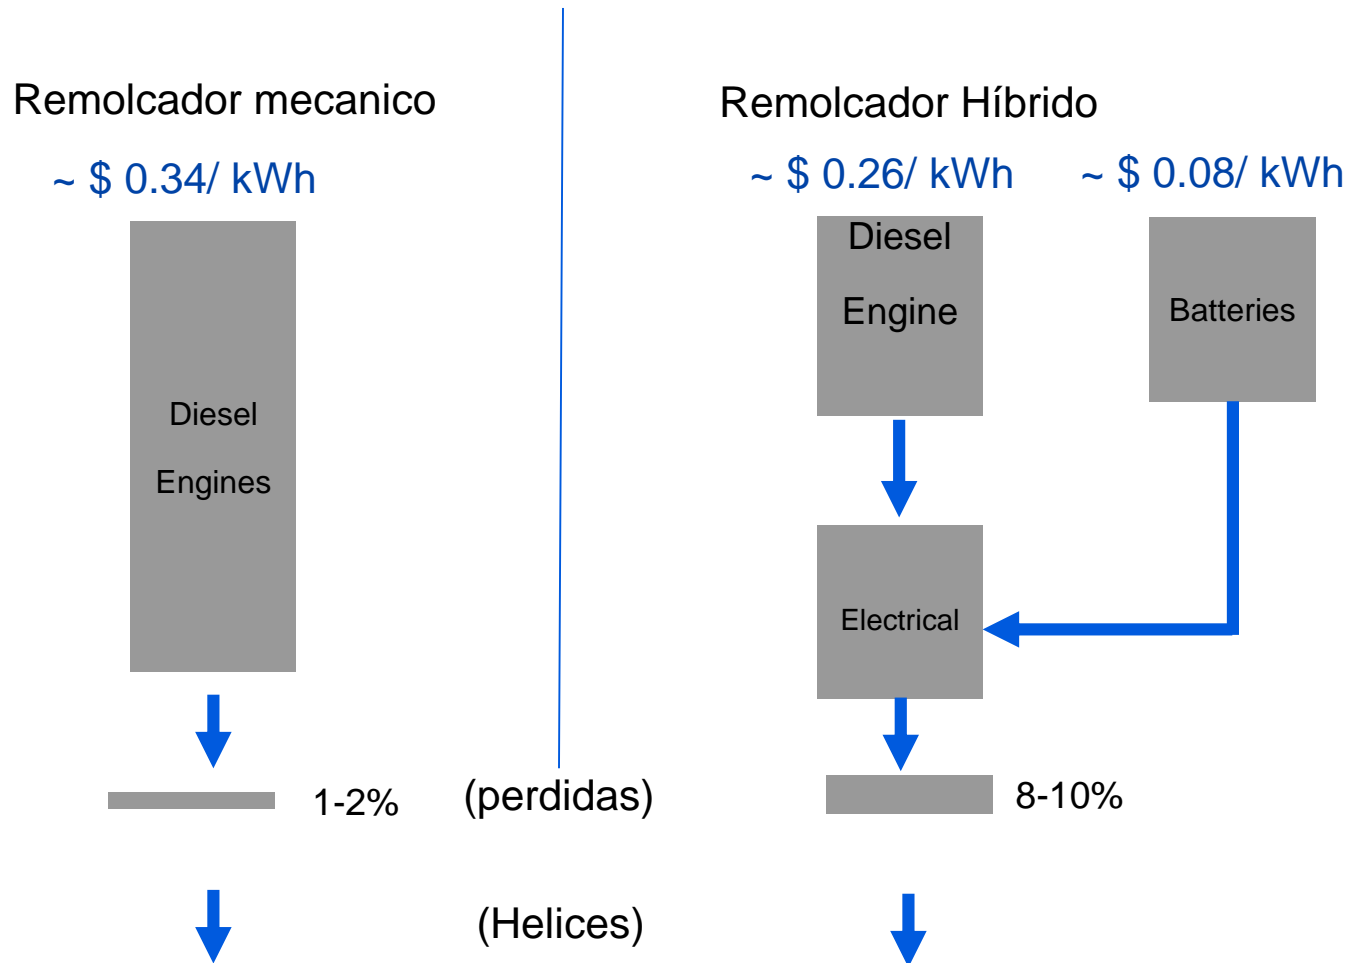 Remolcador mecanico
~ $ 0.34/ kWh
Diesel
Engines
1-2%
(perdidas)
(Helices)
Remolcador Híbrido
~ $ 0.26/ kWh
~ $ 0.08/ kWh
Diesel
Engine
Batteries
Electrical
8-10%